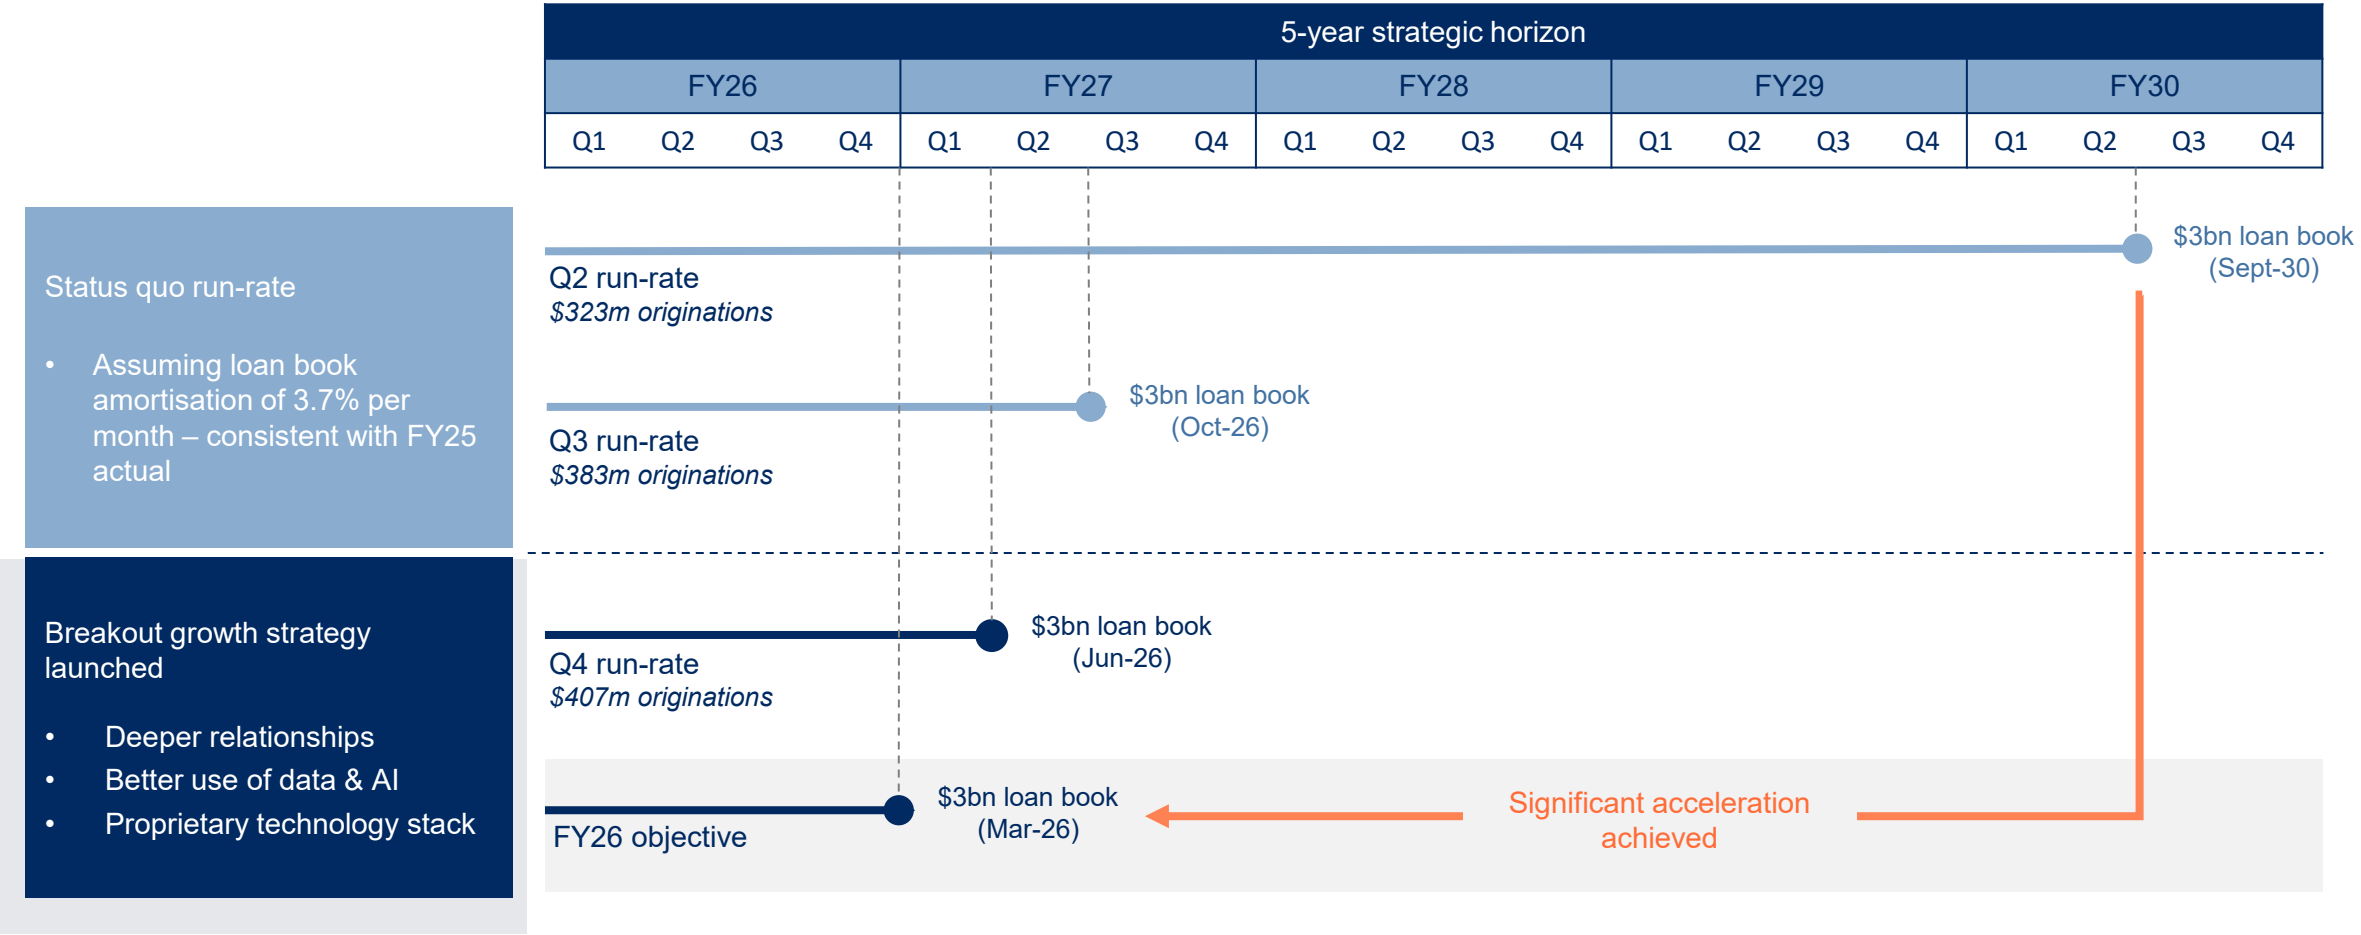 5-year strategic horizon
FY26 FY27 FY28 FY29 FY30
Q1 Q2 Q3 Q4 Q1 Q2 Q3 Q4 Q1 Q2 Q3 Q4 Q1 Q2 Q3 Q4 Q1 Q2 Q3 Q4
Status quo run-rate
• Assuming loan book
amortisation of 3.7% per
month – consistent with FY25
actual
$3bn loan book
(Sept-30)
Q2 run-rate
$323m originations
$3bn loan book
(Oct-26)
Q3 run-rate
$383m originations
Breakout growth strategy
launched
• Deeper relationships
• Better use of data & AI
• Proprietary technology stack
$3bn loan book
(Jun-26)
Q4 run-rate
$407m originations
$3bn loan book
(Mar-26)
FY26 objective
Significant acceleration
achieved